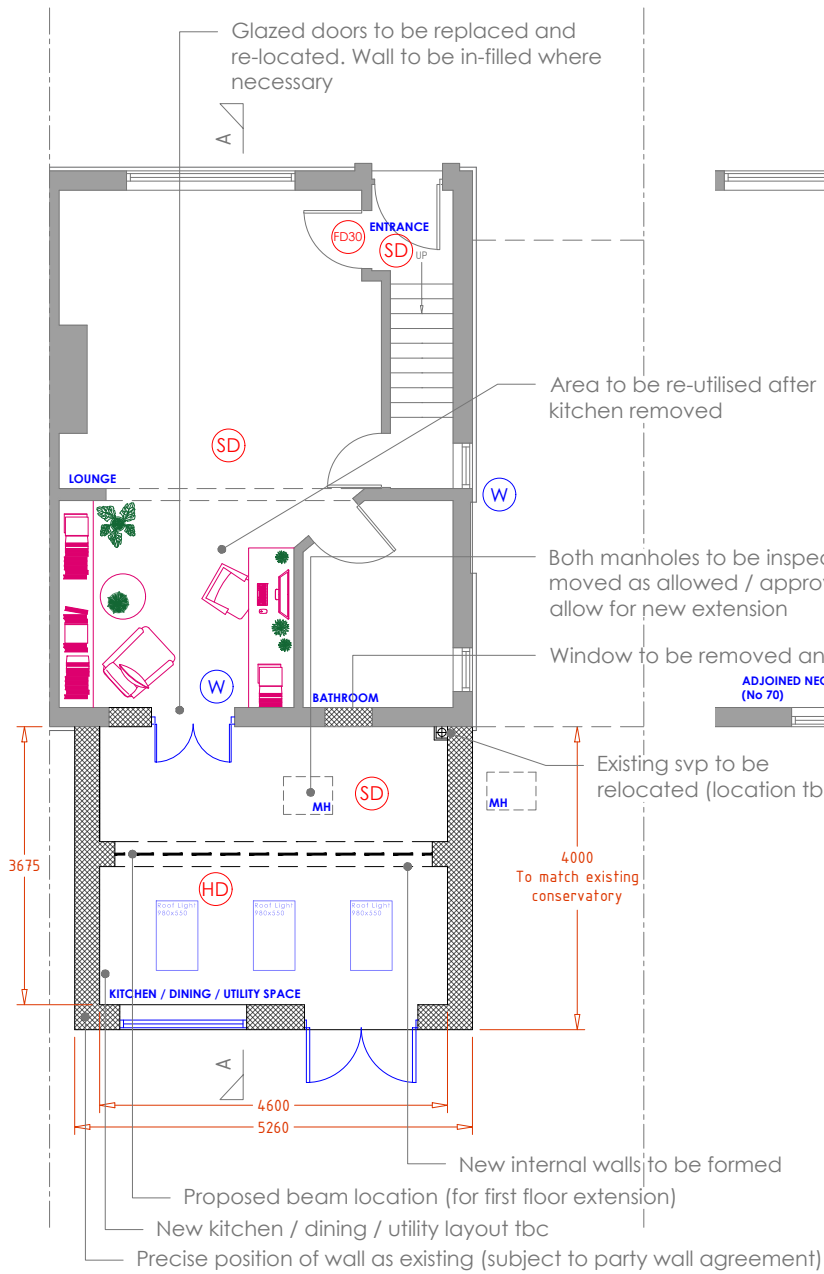 Glazed doors to be replaced and
re-located. Wall to be in-filled where
necessary
A
ENTRANCE
FD30
SD
UP
Area to be re-utilised after
kitchen removed
SD
LOUNGE
W
Both manholes to be inspec
moved as allowed / approv
allow for new extension
Window to be removed an
W
BATHROOM
ADJOINED NEC
(No 70)
Existing svp to be
relocated (location tb
SD
MH
MH
3675
4000
To match existing
conservatory
HD
Roof Light
980x550
Roof Light
980x550
Roof Light
980x550
KITCHEN / DINING / UTILITY SPACE
A
4600
5260
New internal walls to be formed
Proposed beam location (for first floor extension)
New kitchen / dining / utility layout tbc
Precise position of wall as existing (subject to party wall agreement)